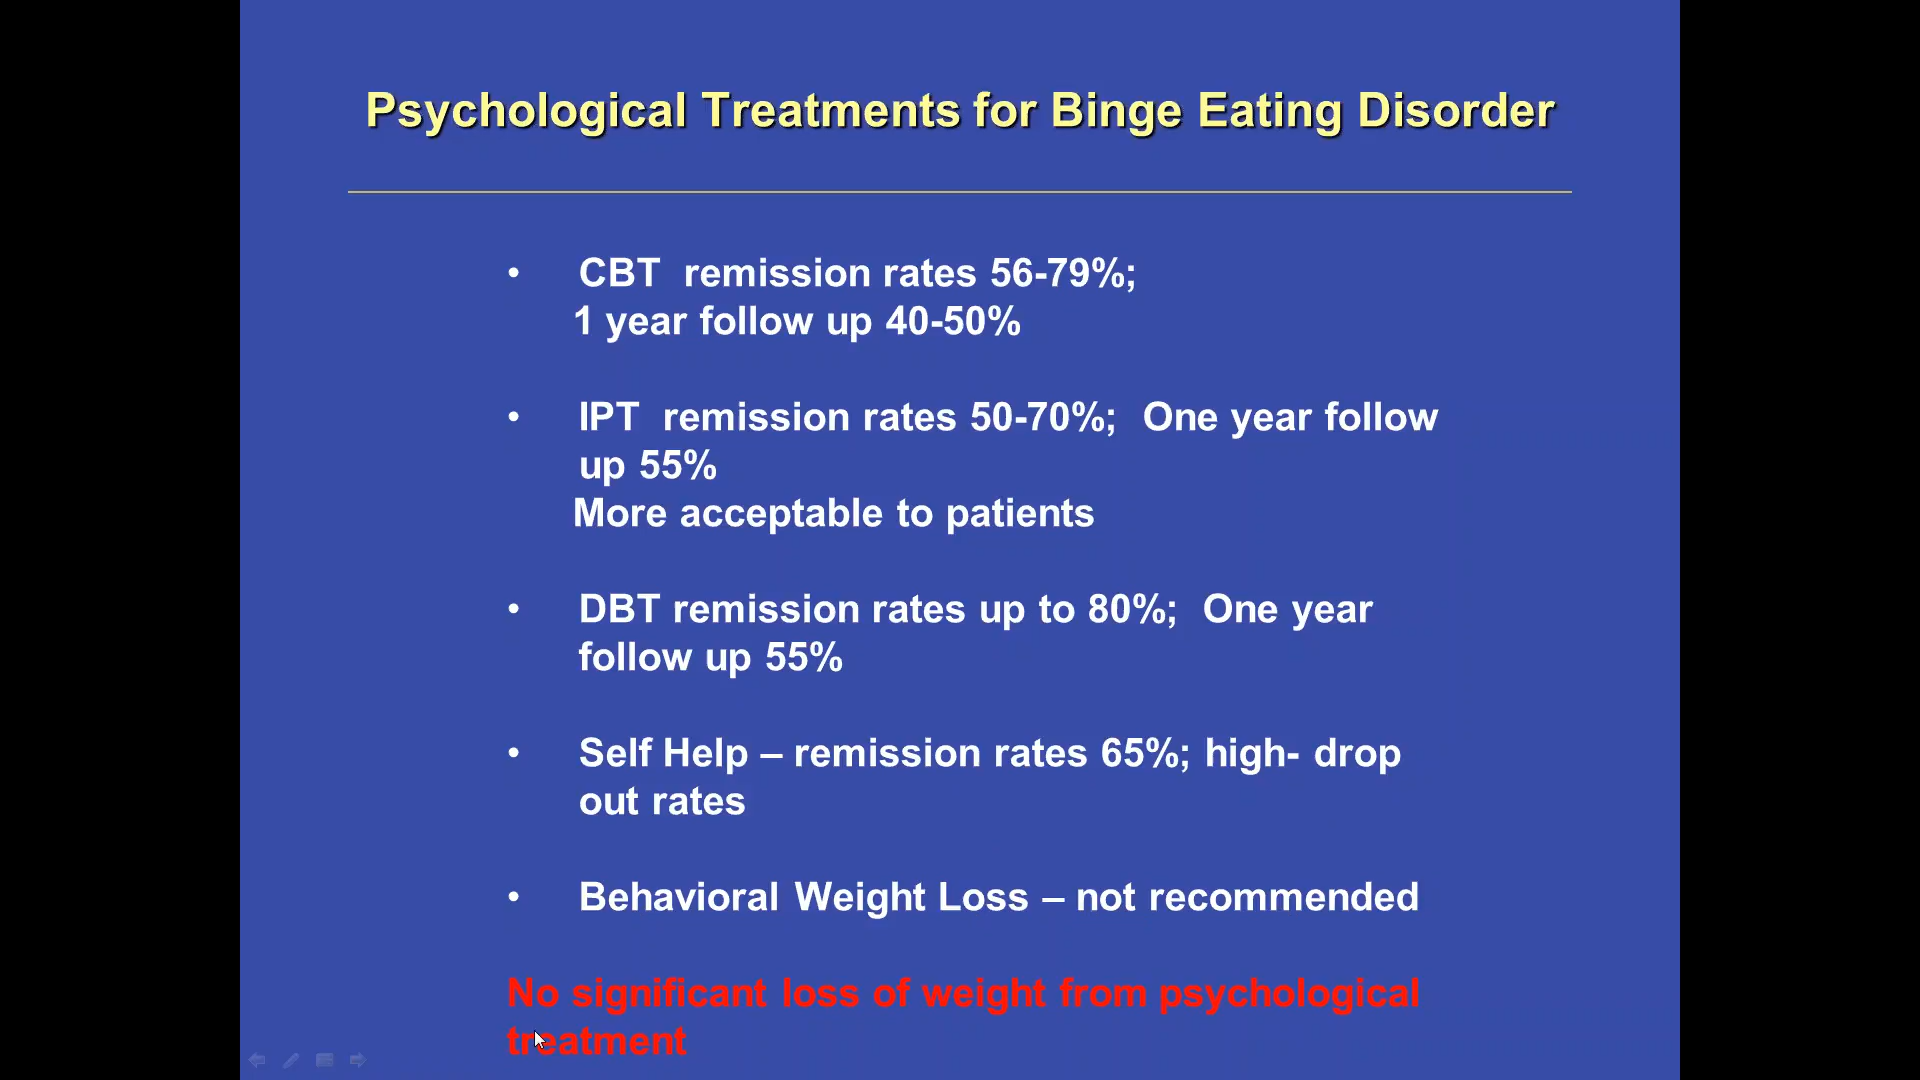 Psychological Treatments for Binge Eating Disorder
• CBT  remission rates 56-79%;
1 year follow up 40-50%
• IPT  remission rates 50-70%;  One year follow
up 55%
More acceptable to patients
• DBT remission rates up to 80%;  One year
follow up 55%
• Self Help – remission rates 65%; high- drop
out rates
• Behavioral Weight Loss – not recommended
No significant loss of weight from psychological
treatment